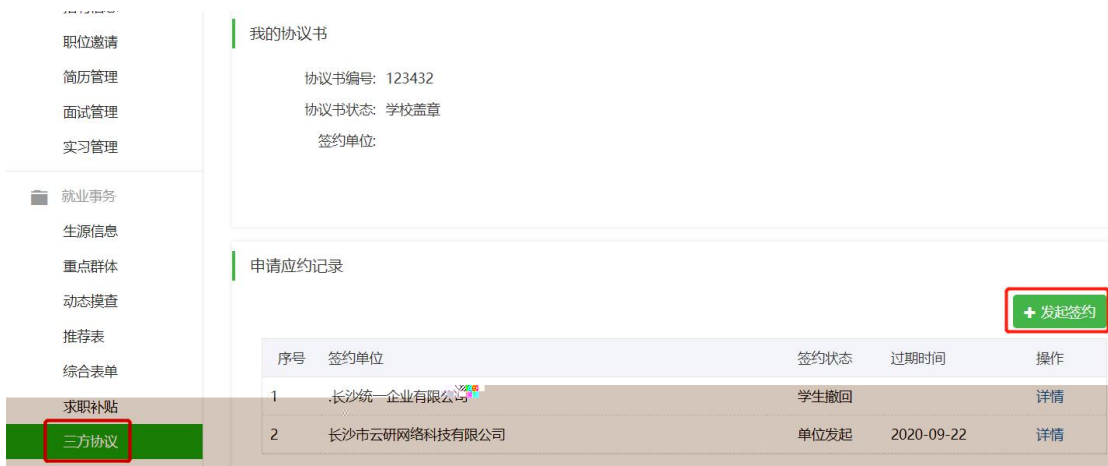 职位邀请
简历管理
面试管理
实习管理
就业事务
生源信息
重点群体
动态摸查
推荐表
综合表单
求职补贴
三方协议
我的协议书
协议书编号: 123432
协议书状态: 学校盖章
签约单位:
申请应约记录
+ 发起签约
序号 签约单位 签约状态 过期时间 操作
1 .长沙统一企业有限公司 学生撤回 详情
2 长沙市云研网络科技有限公司 单位发起 2020-09-22 详情